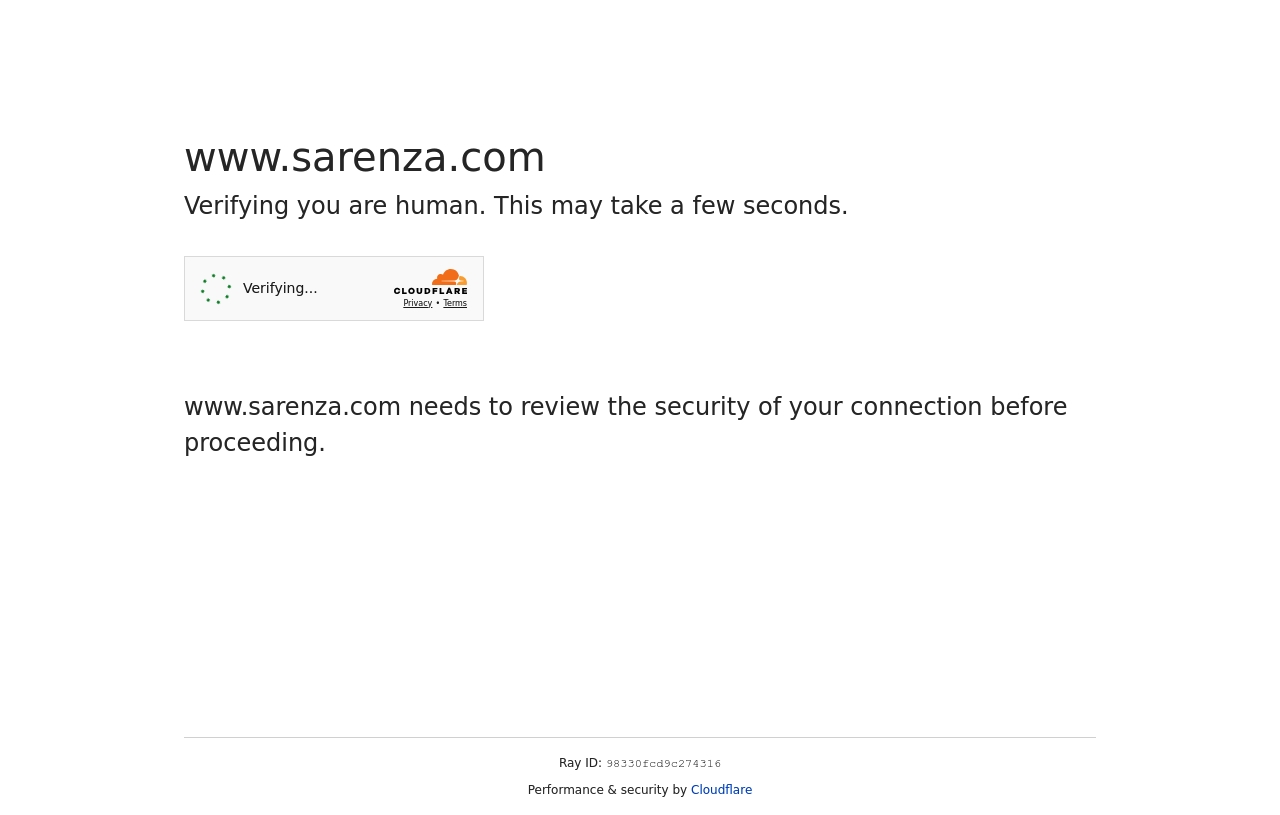 www.sarenza.com
Verifying you are human. This may take a few seconds.
Verifying...
CLOUDFLARE
Privacy • Terms
www.sarenza.com needs to review the security of your connection before
proceeding.
Ray ID: 98330fcd9c274316
Performance & security by Cloudflare